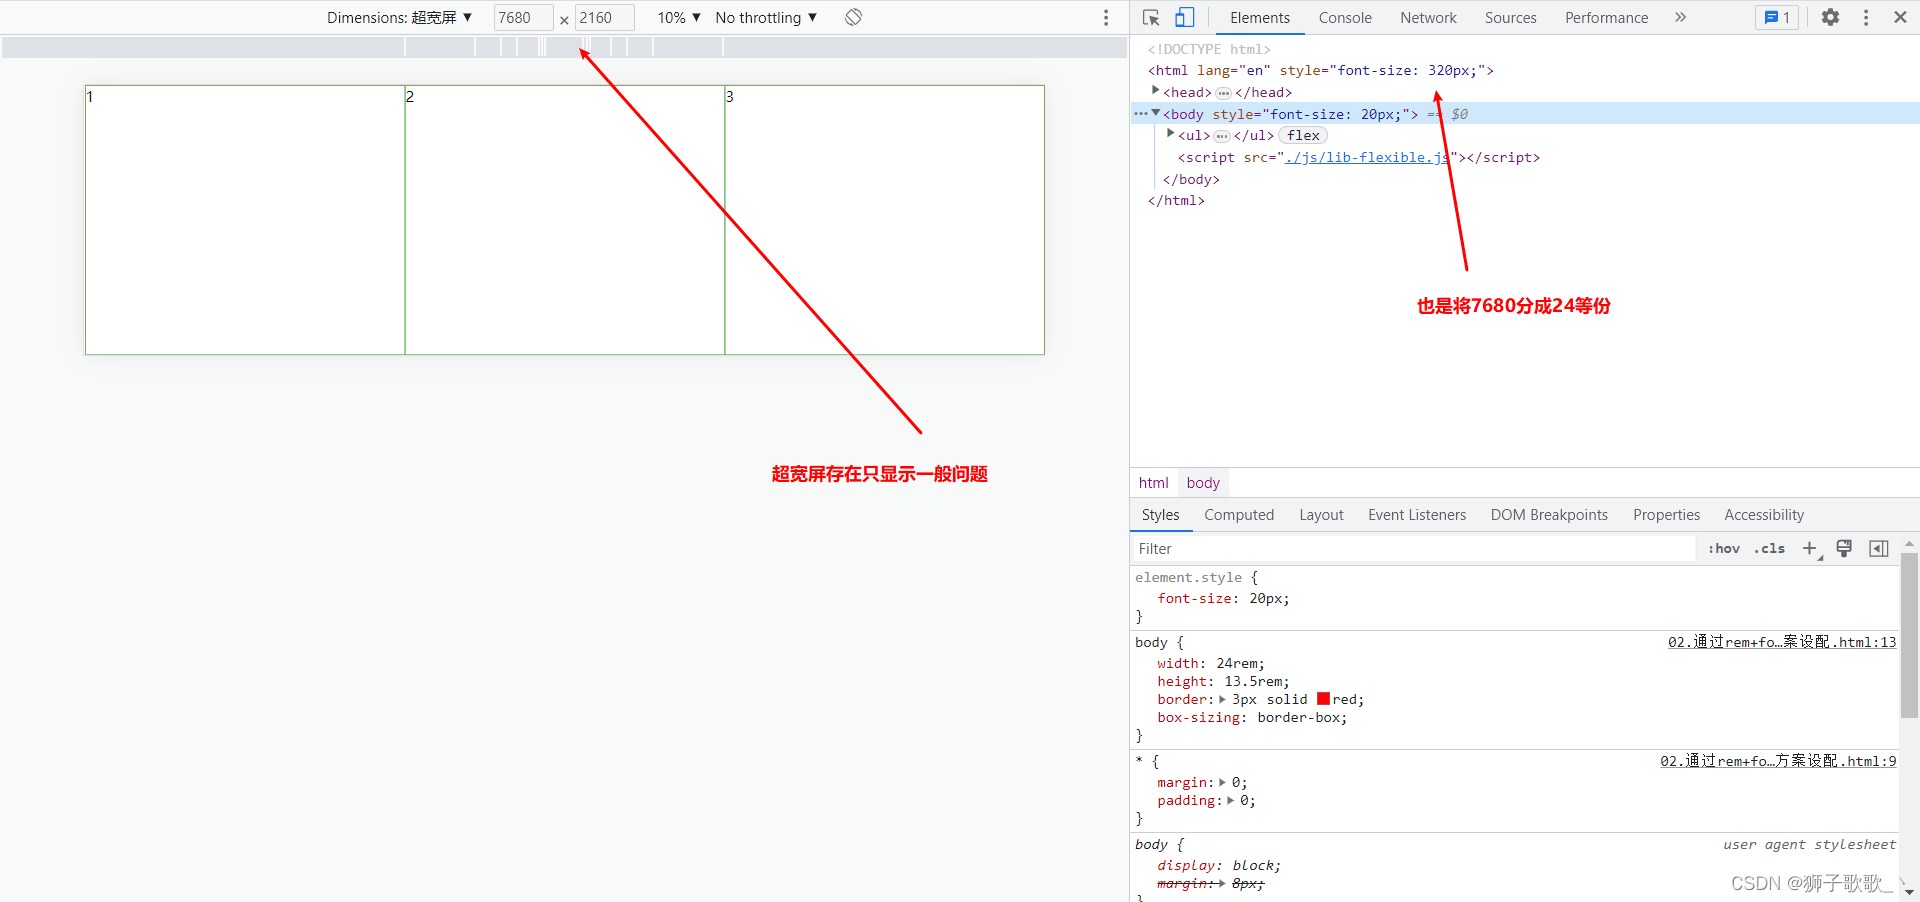 Dimensions: 超宽屏 ▼ 7680 × 2160 10% ▼ No throttling ▼
Elements Console Network Sources Performance » 1
1 2 3
<!DOCTYPE html>
<html lang="en" style="font-size: 320px;">
<head> ••• </head>
••• <body style="font-size: 20px;"> == $0
<ul> ••• </ul> flex
<script src="./js/lib-flexible.js"></script>
</body>
</html>
也是将7680分成24等份
超宽屏存在只显示一般问题
html body
Styles Computed Layout Event Listeners DOM Breakpoints Properties Accessibility
Filter :hov .cls +
element.style {
font-size: 20px;
}
body { 02.通过rem+fo…案设配.html:13
width: 24rem;
height: 13.5rem;
border: 3px solid red;
box-sizing: border-box;
}
* { 02.通过rem+fo…方案设配.html:9
margin: 0;
padding: 0;
}
body { user agent stylesheet
display: block;
margin: 8px;
}
CSDN @狮子歌歌_